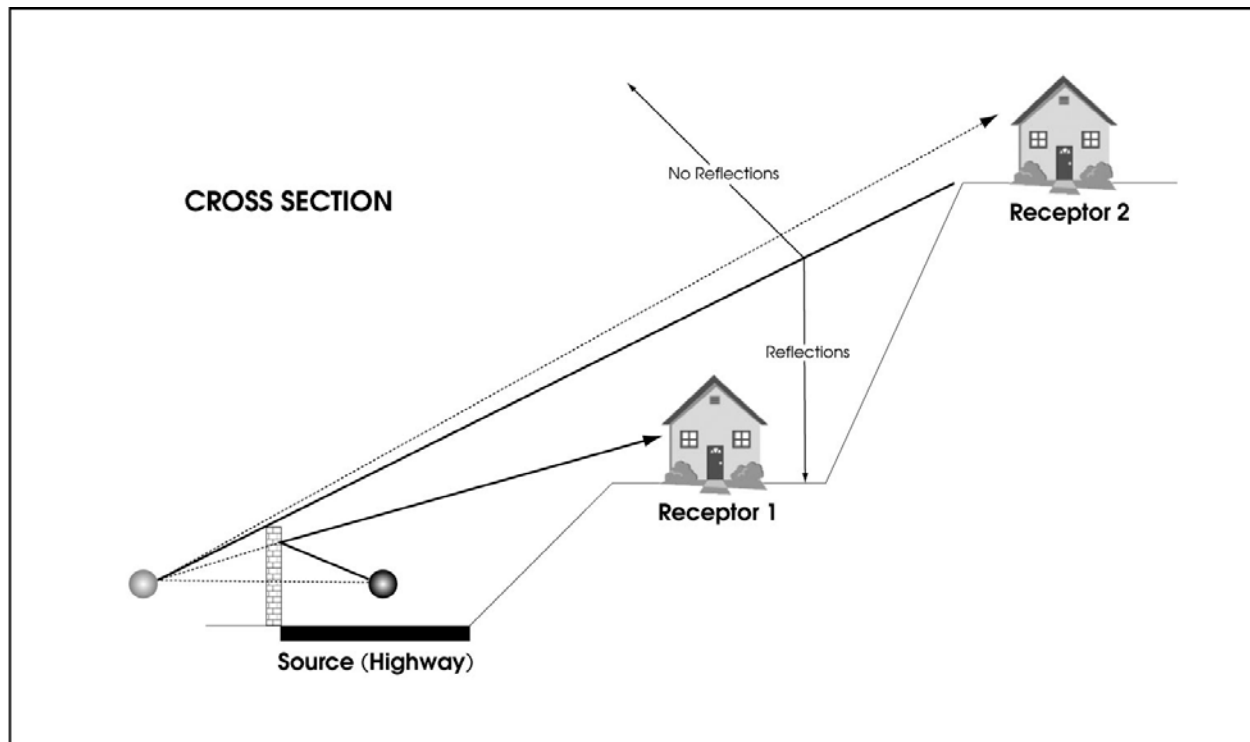 No Reflections
CROSS SECTION
Receptor 2
Reflections
Receptor 1
Source (Highway)